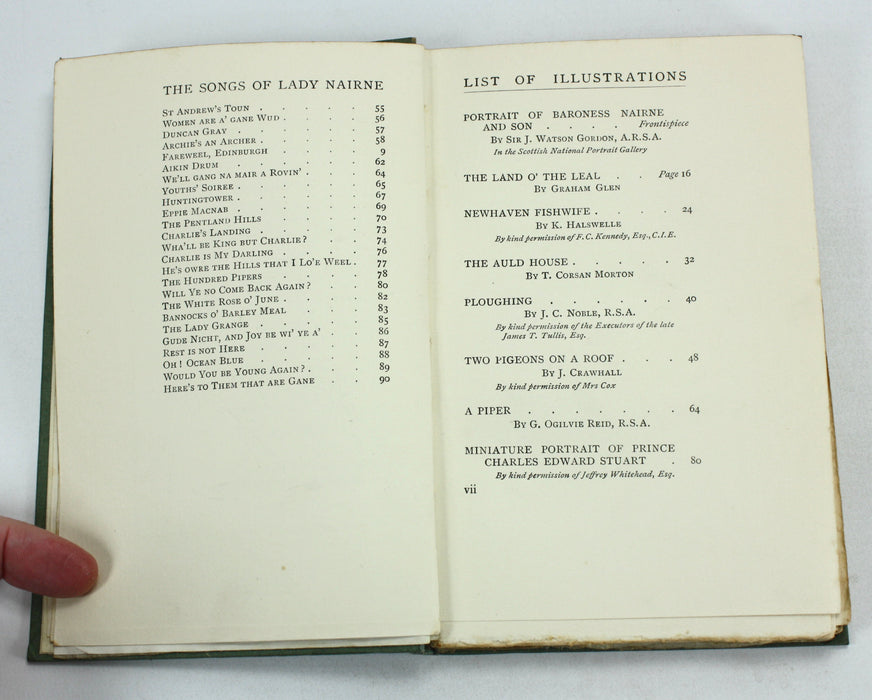 THE SONGS OF LADY NAIRNE
St Andrew's Toun . . . . . 55
Women are a' gane Wud . . . . 56
Duncan Gray . . . . . 57
Archie's an Archer . . . . . 58
Fareweel, Edinburgh . . . . 9
Aikin Drum . . . . . 62
We'll gang na mair a Rovin' . . . 64
Youths' Soiree . . . . . 65
Huntingtower . . . . . 67
Eppie Macnab . . . . . 69
The Pentland Hills . . . . 70
Charlie's Landing . . . . 73
Wha'll be King but Charlie? . . 74
Charlie is My Darling . . . . 76
He's owre the Hills that I Lo'e Weel . 77
The Hundred Pipers . . . . 78
Will Ye no Come Back Again? . . . 80
The White Rose o' June . . . . 82
Bannocks o' Barley Meal . . . 83
The Lady Grange . . . . . 85
Gude Nicht, and Joy be wi' ye a' . . 86
Rest is not Here . . . . . 87
Oh! Ocean Blue . . . . . 88
Would You be Young Again? . . . 89
Here's to Them that are Gane . . 90
LIST OF ILLUSTRATIONS
PORTRAIT OF BARONESS NAIRNE
AND SON . . . . Frontispiece
By Sir J. Watson Gordon, A.R.S.A.
In the Scottish National Portrait Gallery
THE LAND O' THE LEAL . . Page 16
By Graham Glen
NEWHAVEN FISHWIFE . . . . 24
By K. Halswelle
By kind permission of F. C. Kennedy, Esq., C.I.E.
THE AULD HOUSE . . . . . 32
By T. Corsan Morton
PLOUGHING . . . . . . 40
By J. C. Noble, R.S.A.
By kind permission of the Executors of the late
James T. Tullis, Esq.
TWO PIGEONS ON A ROOF . . . 48
By J. Crawhall
By kind permission of Mrs Cox
A PIPER . . . . . . . 64
By G. Ogilvie Reid, R.S.A.
MINIATURE PORTRAIT OF PRINCE
CHARLES EDWARD STUART . 80
By kind permission of Jeffrey Whitehead, Esq.
vii